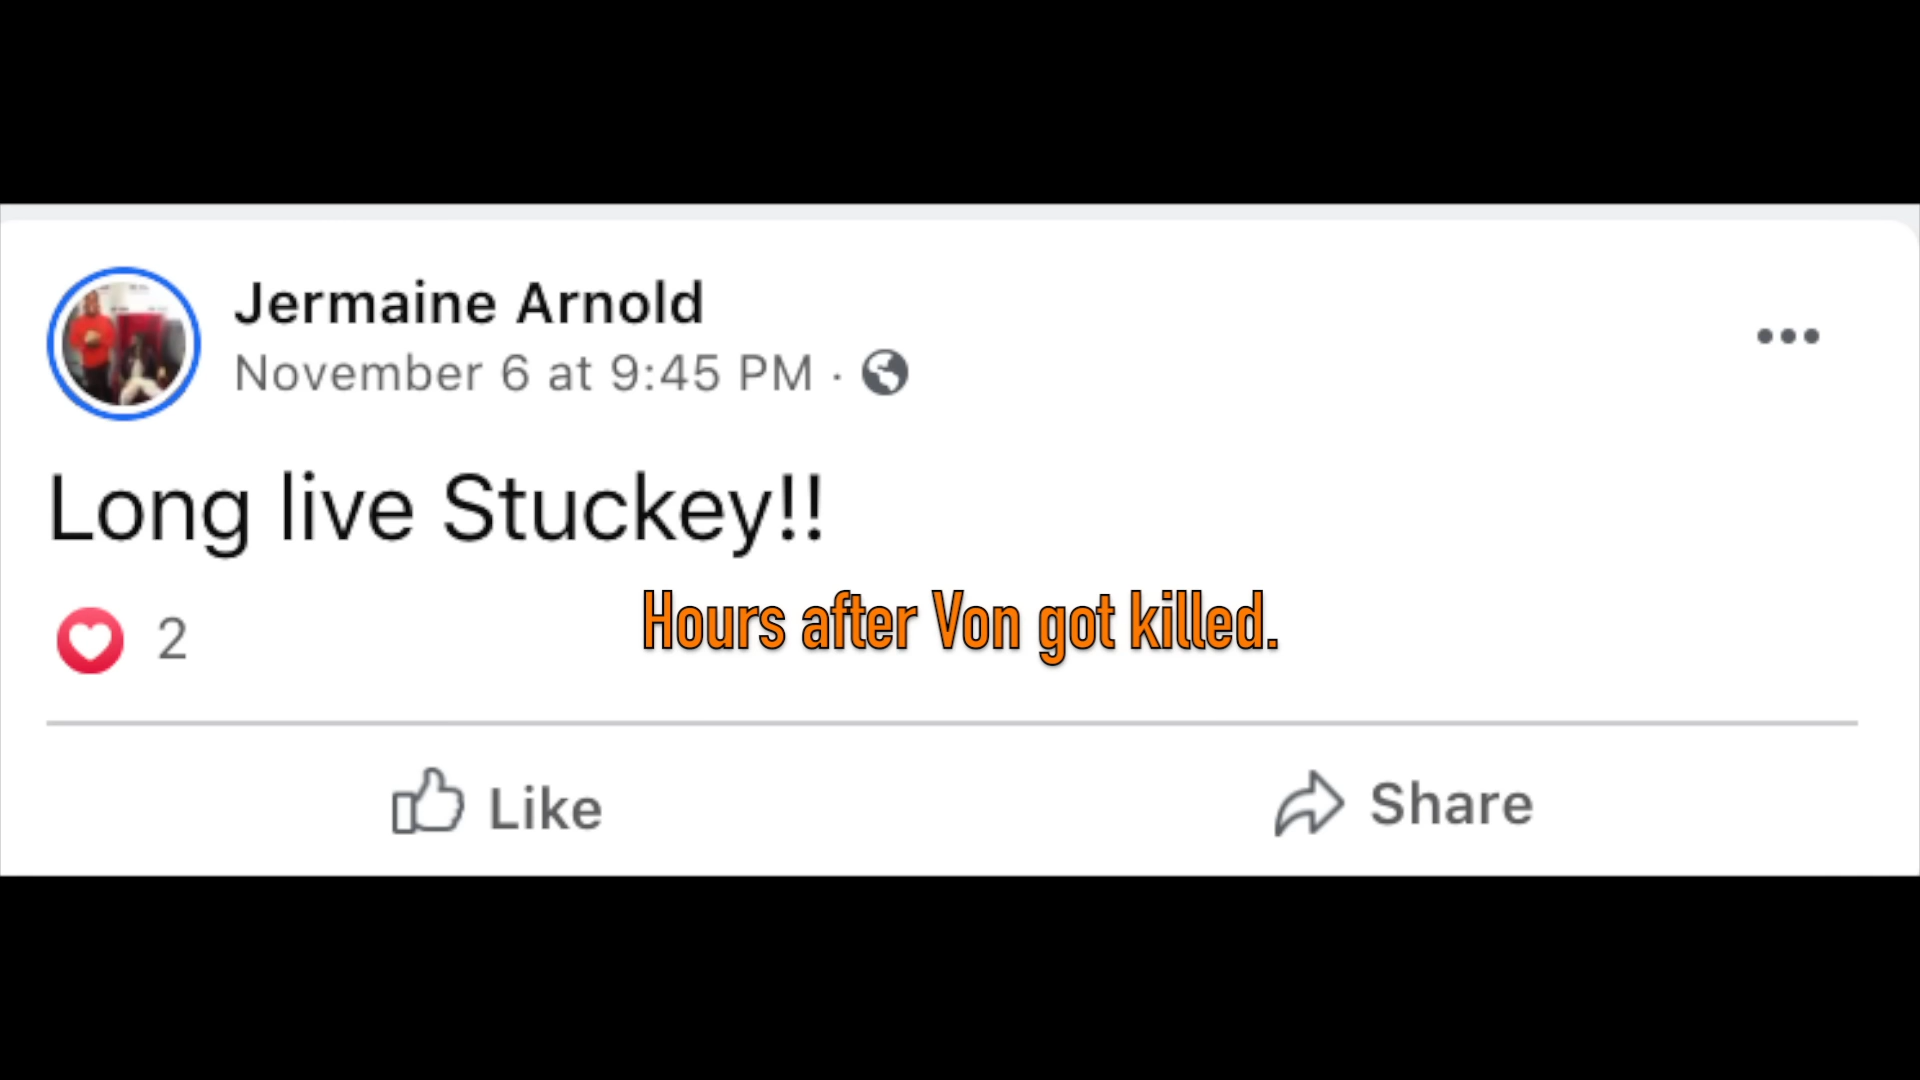 Jermaine Arnold
November 6 at 9:45 PM ·
Long live Stuckey!!
Hours after Von got killed.
2
Like
Share